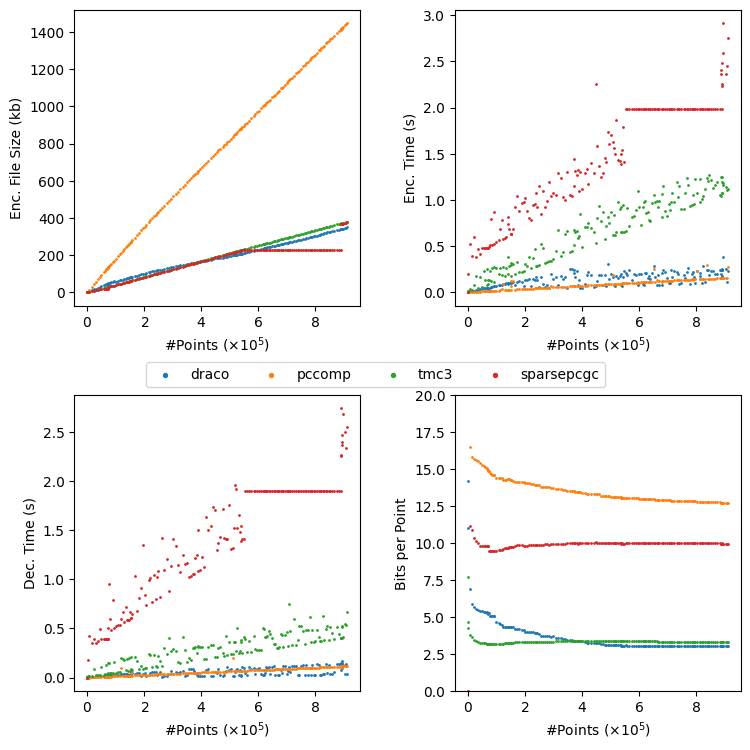 1400
1200
1000
800
600
400
200
0
Enc. File Size (kb)
0 2 4 6 8
#Points (×10^5)
3.0
2.5
2.0
1.5
1.0
0.5
0.0
Enc. Time (s)
0 2 4 6 8
#Points (×10^5)
draco pccomp tmc3 sparsepcgc
2.5
2.0
1.5
1.0
0.5
0.0
Dec. Time (s)
0 2 4 6 8
#Points (×10^5)
20.0
17.5
15.0
12.5
10.0
7.5
5.0
2.5
0.0
Bits per Point
0 2 4 6 8
#Points (×10^5)